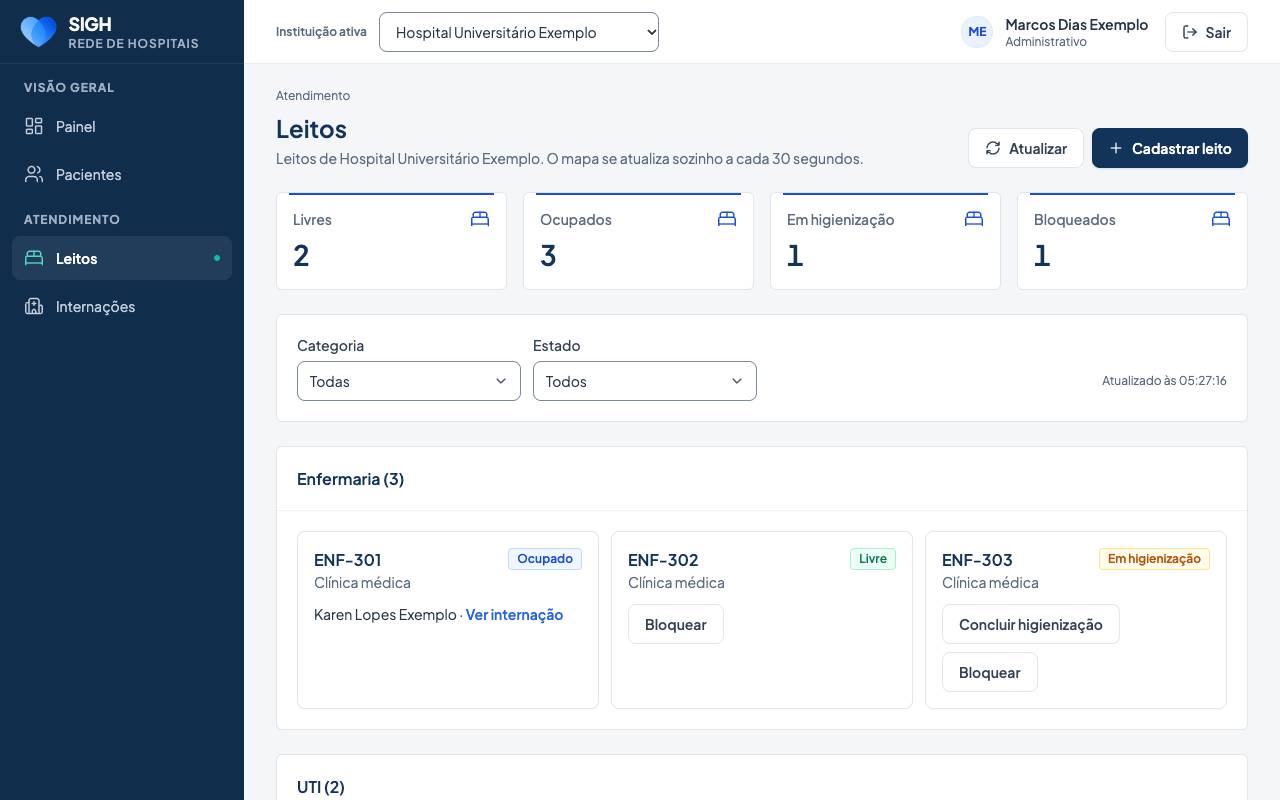 SIGH
REDE DE HOSPITAIS
VISÃO GERAL
Painel
Pacientes
ATENDIMENTO
Leitos
Internações
Instituição ativa
Hospital Universitário Exemplo
ME
Marcos Dias Exemplo
Administrativo
Sair
Atendimento
Leitos
Leitos de Hospital Universitário Exemplo. O mapa se atualiza sozinho a cada 30 segundos.
Atualizar
Cadastrar leito
Livres
2
Ocupados
3
Em higienização
1
Bloqueados
1
Categoria
Todas
Estado
Todos
Atualizado às 05:27:16
Enfermaria (3)
ENF-301
Ocupado
Clínica médica
Karen Lopes Exemplo · Ver internação
ENF-302
Livre
Clínica médica
Bloquear
ENF-303
Em higienização
Clínica médica
Concluir higienização
Bloquear
UTI (2)